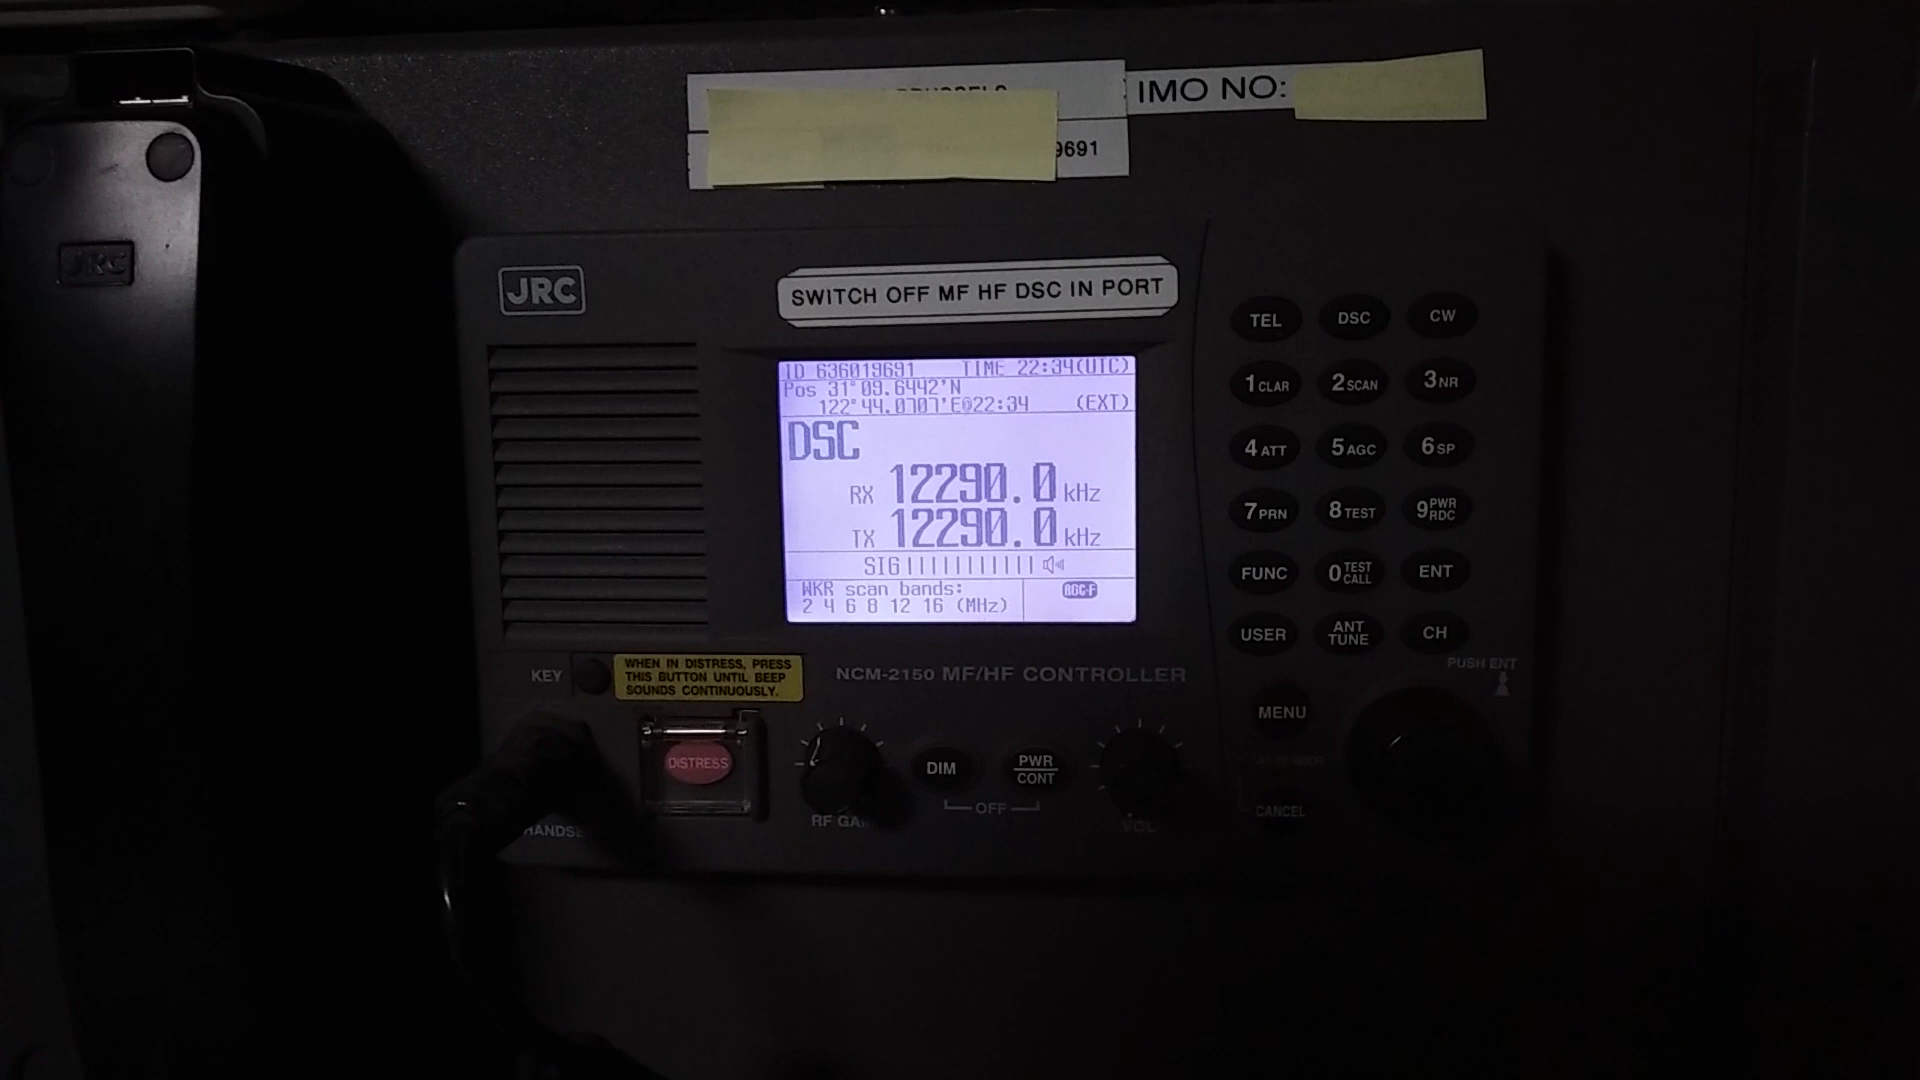 IMO NO:
9691
JRC
JRC
SWITCH OFF MF HF DSC IN PORT
ID 636019691 TIME 22:34(UTC)
Pos 31°09.6442'N
122°44.0707'E@22:34 (EXT)
DSC
RX 12290.0 kHz
TX 12290.0 kHz
SIG
WKR scan bands:
2 4 6 8 12 16 (MHz)
AGC-F
TEL DSC CW
1 CLAR 2 SCAN 3 NR
4 ATT 5 AGC 6 SP
7 PRN 8 TEST 9 PWR RDC
FUNC 0 TEST CALL ENT
USER ANT TUNE CH
PUSH ENT
MENU
CANCEL
KEY
WHEN IN DISTRESS, PRESS
THIS BUTTON UNTIL BEEP
SOUNDS CONTINUOUSLY.
NCM-2150 MF/HF CONTROLLER
DISTRESS
DIM
PWR
CONT
OFF
RF GAI
VOL
HANDSE